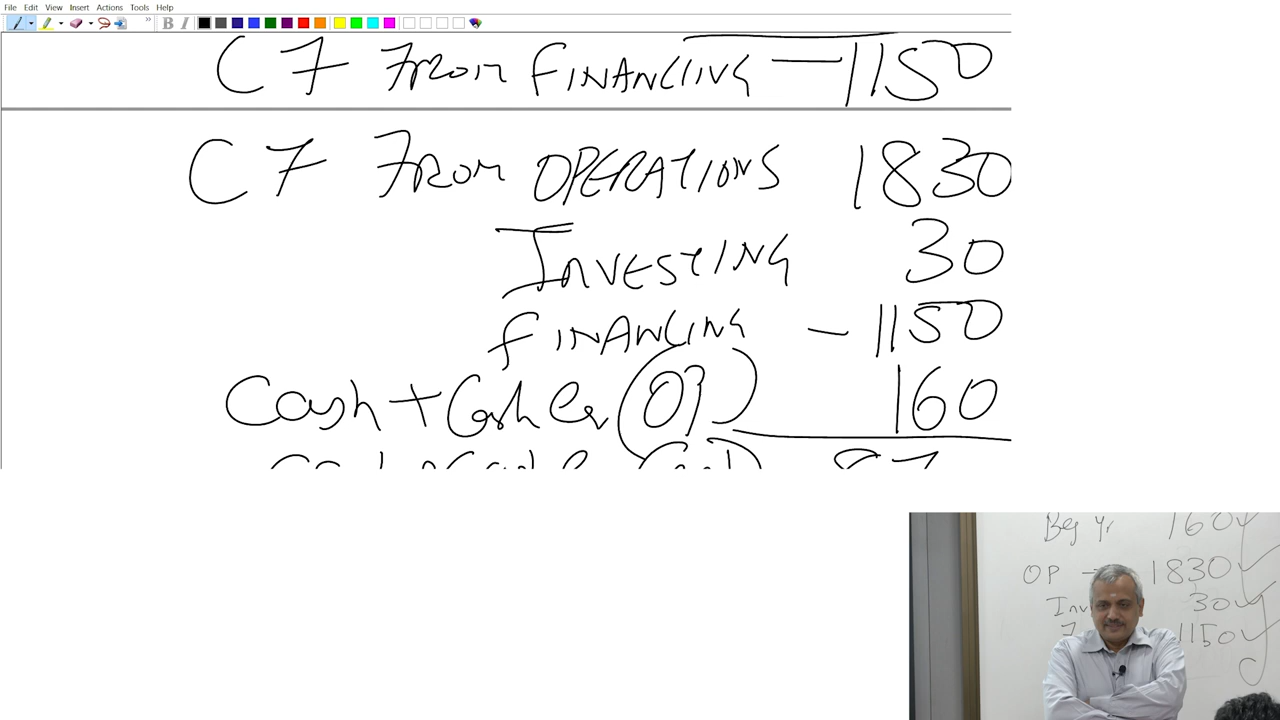 File Edit View Insert Actions Tools Help
CF FROM FINANCING -1150
CF FROM OPERATIONS 1830
INVESTING 30
FINANCING -1150
Cash + Cash Eq (OP) 160
Beg Yr 160
OP 1830
Inv 30
1150